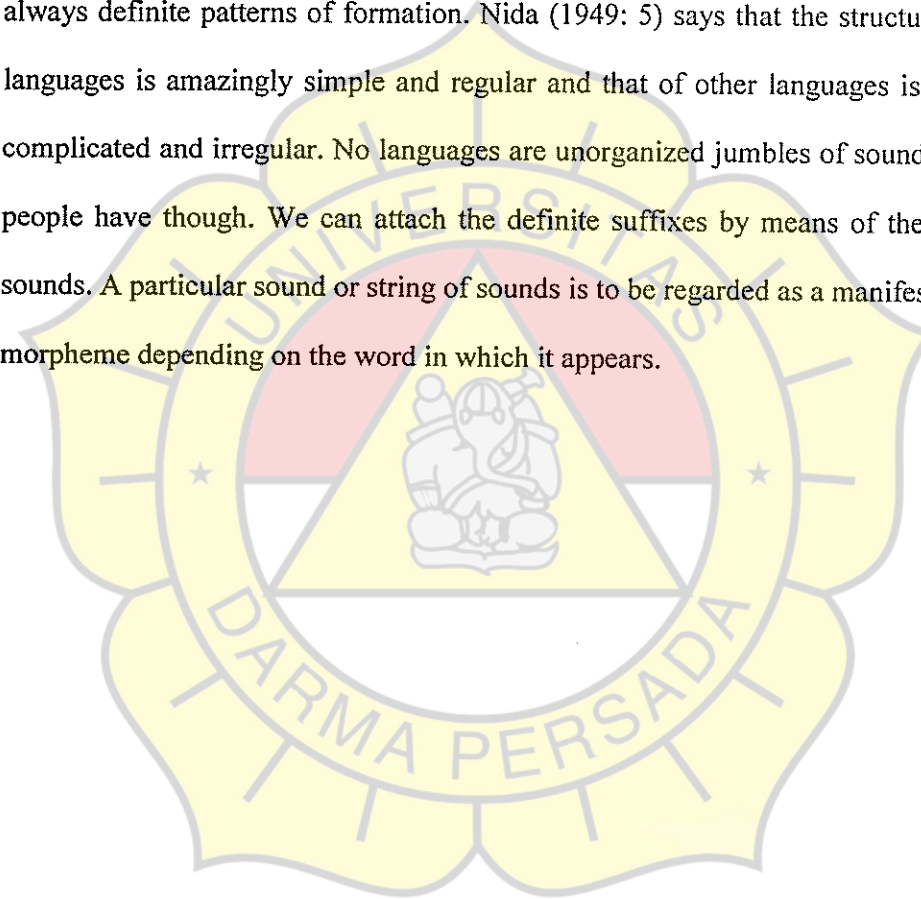 always definite patterns of formation. Nida (1949: 5) says that the structu
languages is amazingly simple and regular and that of other languages is
complicated and irregular. No languages are unorganized jumbles of sound
people have though. We can attach the definite suffixes by means of the
sounds. A particular sound or string of sounds is to be regarded as a manifes
morpheme depending on the word in which it appears.
UNIVERSITAS
DARMA PERSADA